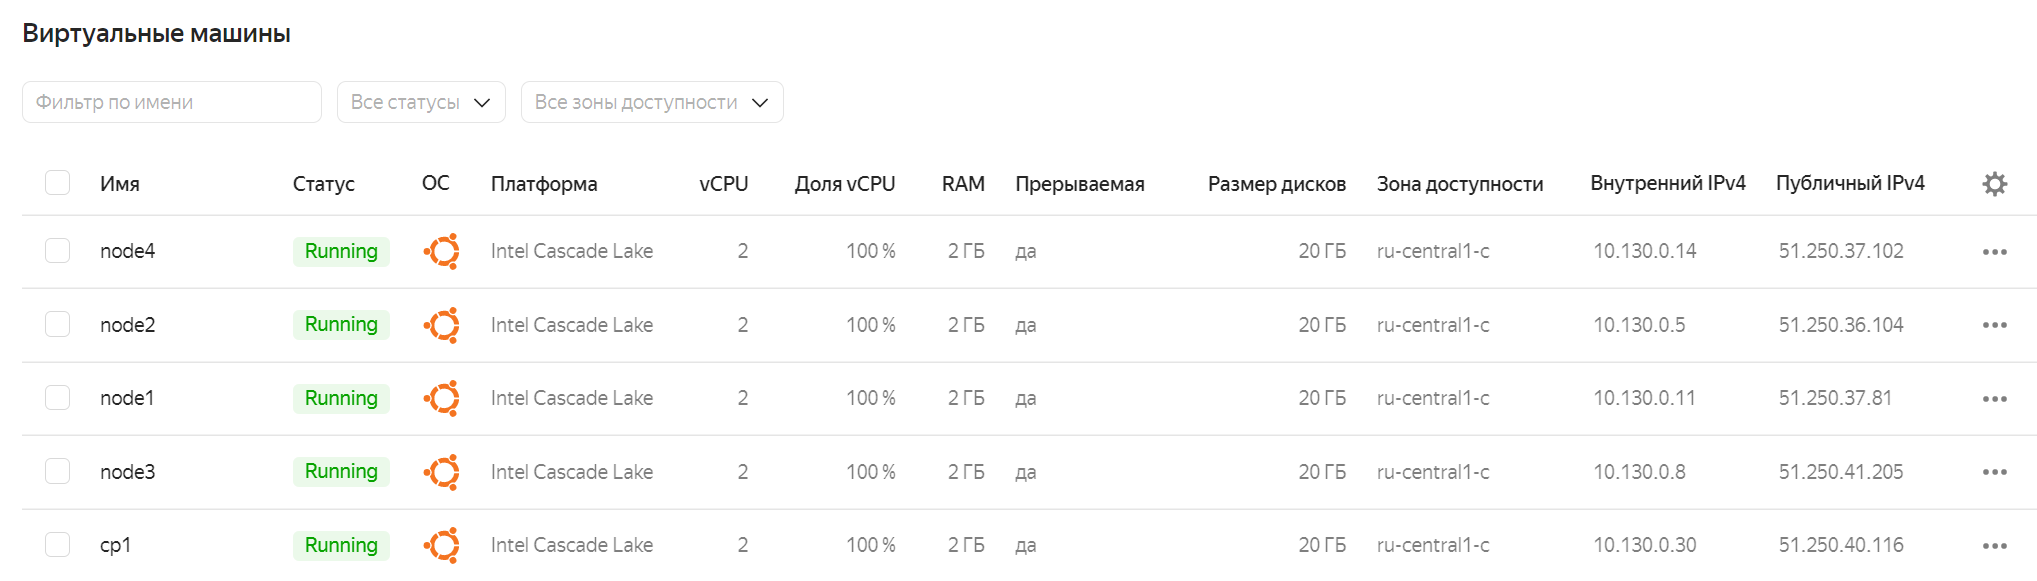 Виртуальные машины
Фильтр по имени Все статусы Все зоны доступности
Имя Статус ОС Платформа vCPU Доля vCPU RAM Прерываемая Размер дисков Зона доступности Внутренний IPv4 Публичный IPv4
node4 Running Intel Cascade Lake 2 100 % 2 ГБ да 20 ГБ ru-central1-c 10.130.0.14 51.250.37.102
node2 Running Intel Cascade Lake 2 100 % 2 ГБ да 20 ГБ ru-central1-c 10.130.0.5 51.250.36.104
node1 Running Intel Cascade Lake 2 100 % 2 ГБ да 20 ГБ ru-central1-c 10.130.0.11 51.250.37.81
node3 Running Intel Cascade Lake 2 100 % 2 ГБ да 20 ГБ ru-central1-c 10.130.0.8 51.250.41.205
cp1 Running Intel Cascade Lake 2 100 % 2 ГБ да 20 ГБ ru-central1-c 10.130.0.30 51.250.40.116